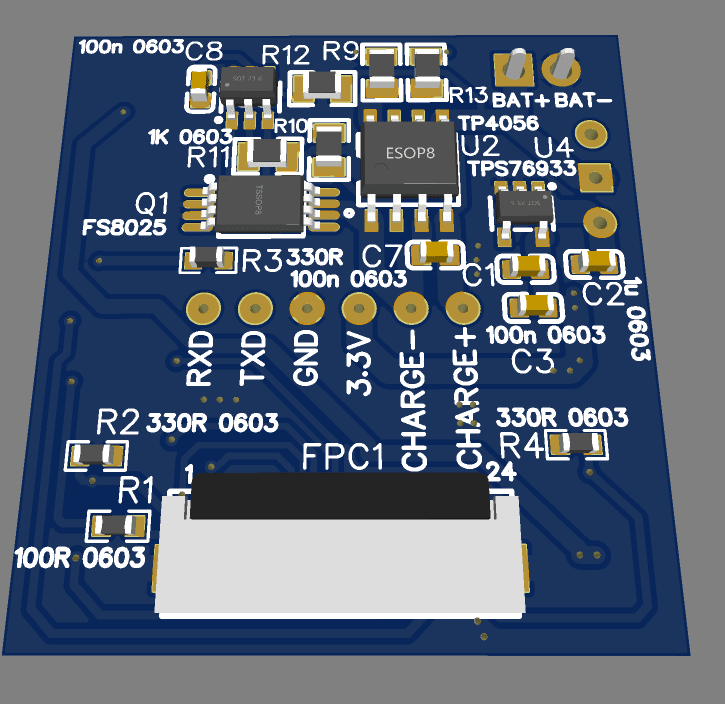 100n 0603
C8
R12
R9
R13
BAT+
BAT-
1K 0603
R10
TP4056
ESOP8
U2
U4
R11
TPS76933
Q1
TSSOP8
FS8025
R3
330R
100n 0603
C7
C1
C2
1u 0603
100n 0603
C3
RXD
TXD
GND
3.3V
CHARGE-
CHARGE+
R2
330R 0603
330R 0603
R4
FPC1
1
24
R1
100R 0603